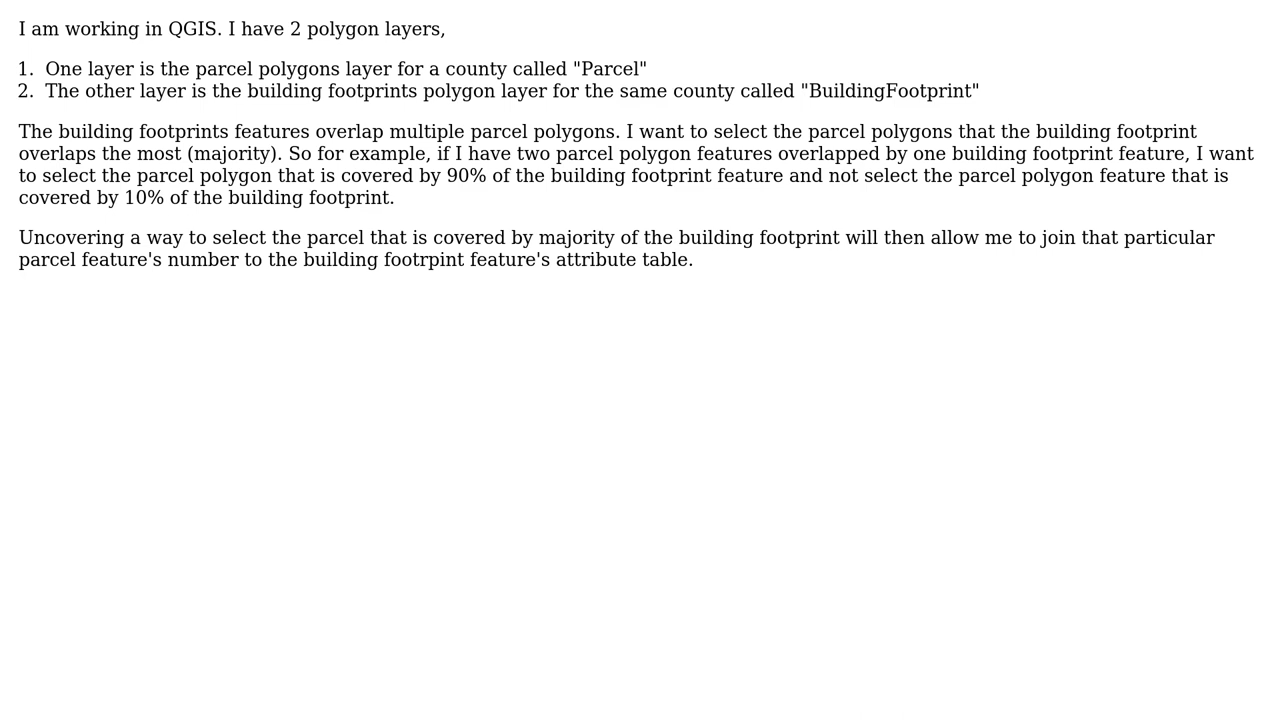 I am working in QGIS. I have 2 polygon layers,
1. One layer is the parcel polygons layer for a county called "Parcel"
2. The other layer is the building footprints polygon layer for the same county called "BuildingFootprint"
The building footprints features overlap multiple parcel polygons. I want to select the parcel polygons that the building footprint
overlaps the most (majority). So for example, if I have two parcel polygon features overlapped by one building footprint feature, I want
to select the parcel polygon that is covered by 90% of the building footprint feature and not select the parcel polygon feature that is
covered by 10% of the building footprint.
Uncovering a way to select the parcel that is covered by majority of the building footprint will then allow me to join that particular
parcel feature's number to the building footrpint feature's attribute table.